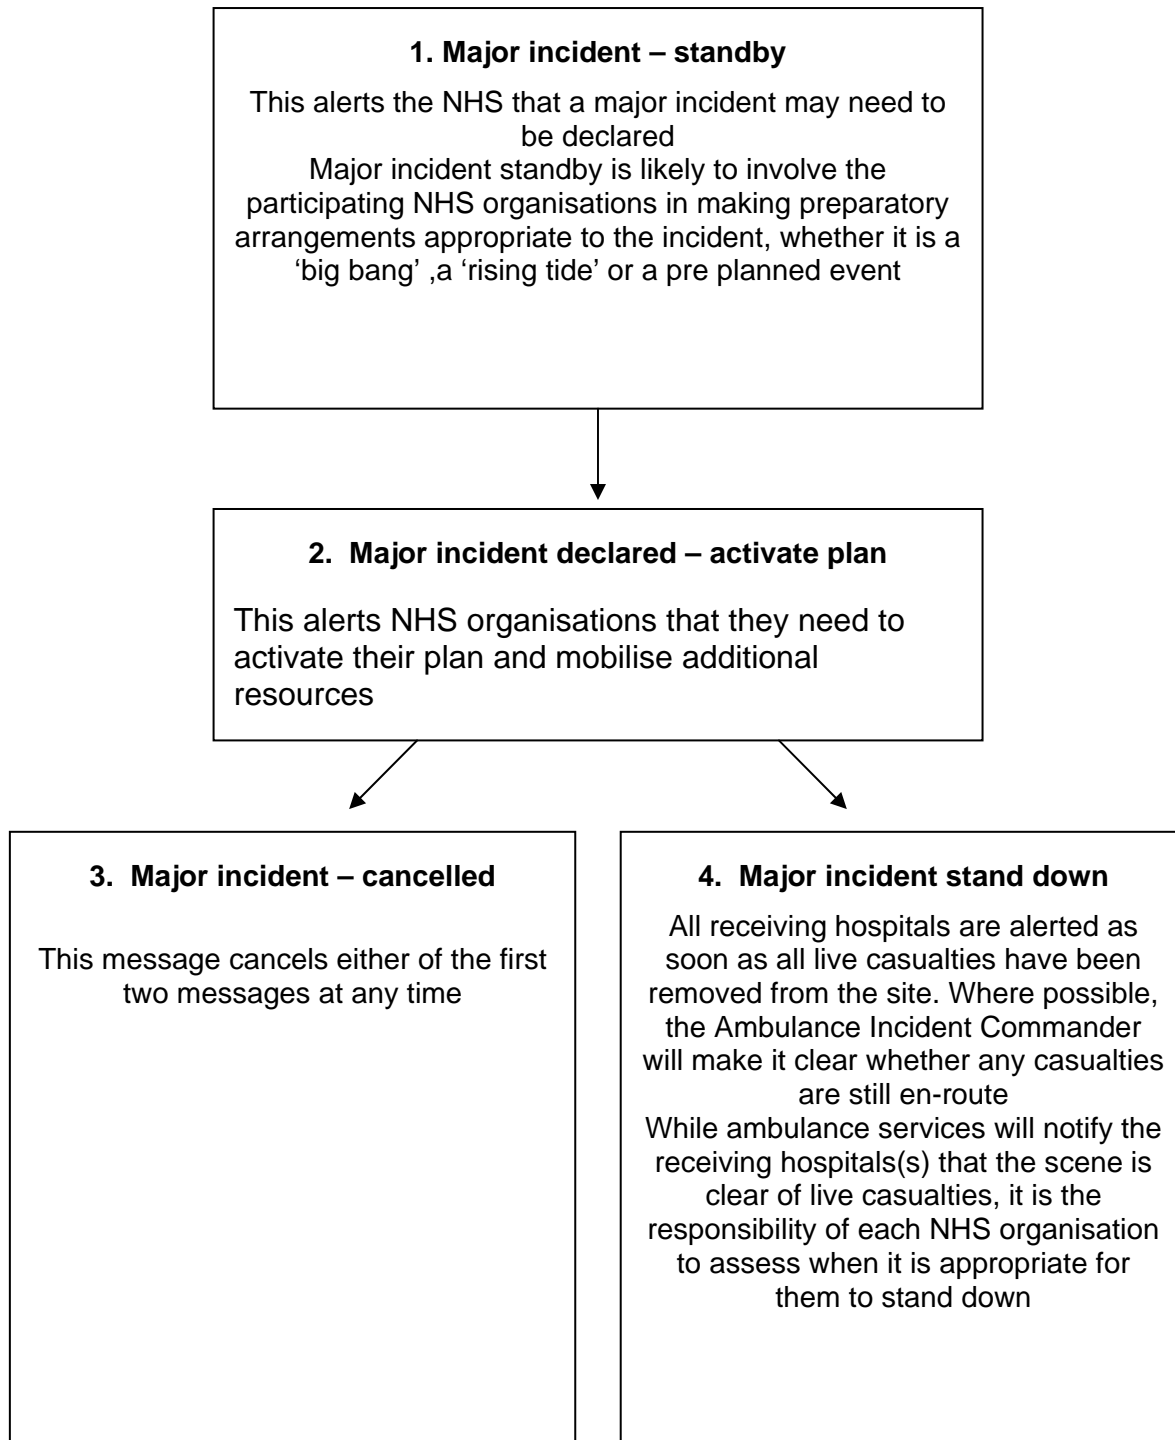 1. Major incident – standby
This alerts the NHS that a major incident may need to
be declared
Major incident standby is likely to involve the
participating NHS organisations in making preparatory
arrangements appropriate to the incident, whether it is a
‘big bang’ ,a ‘rising tide’ or a pre planned event
2. Major incident declared – activate plan
This alerts NHS organisations that they need to
activate their plan and mobilise additional
resources
3. Major incident – cancelled
This message cancels either of the first
two messages at any time
4. Major incident stand down
All receiving hospitals are alerted as
soon as all live casualties have been
removed from the site. Where possible,
the Ambulance Incident Commander
will make it clear whether any casualties
are still en-route
While ambulance services will notify the
receiving hospitals(s) that the scene is
clear of live casualties, it is the
responsibility of each NHS organisation
to assess when it is appropriate for
them to stand down